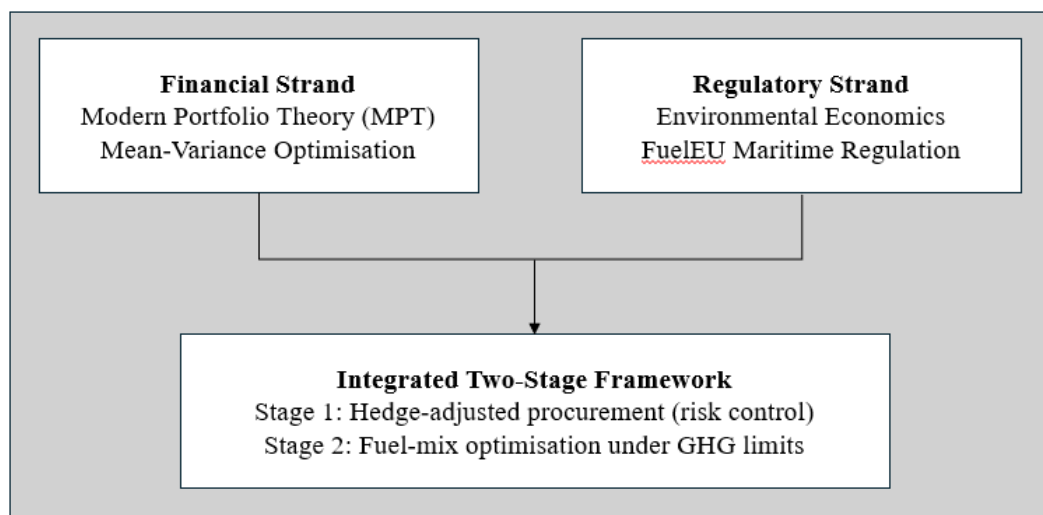 Financial Strand
Modern Portfolio Theory (MPT)
Mean-Variance Optimisation
Regulatory Strand
Environmental Economics
FuelEU Maritime Regulation
Integrated Two-Stage Framework
Stage 1: Hedge-adjusted procurement (risk control)
Stage 2: Fuel-mix optimisation under GHG limits